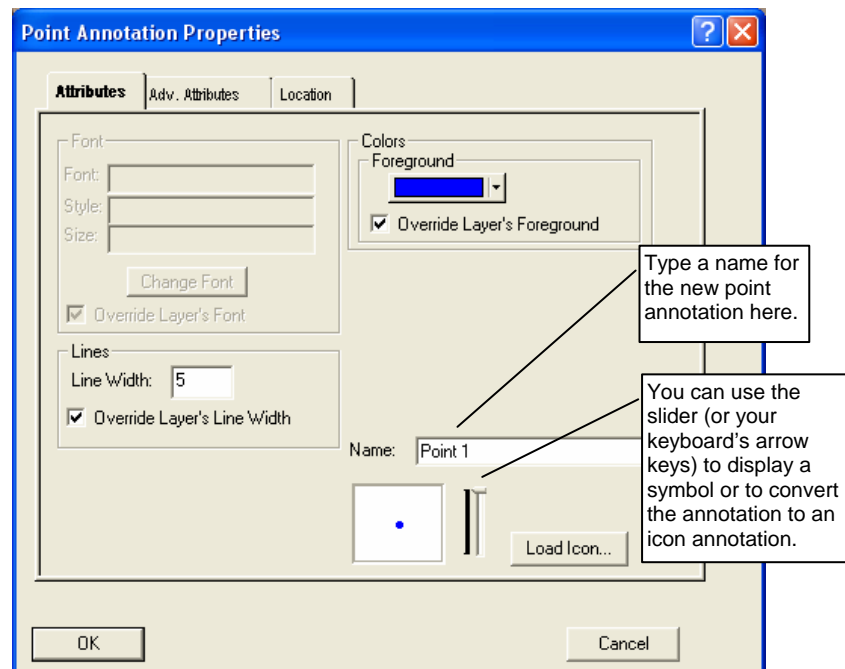 Point Annotation Properties
?
Attributes
Adv. Attributes
Location
Font
Font:
Style:
Size:
Change Font
Override Layer's Font
Colors
Foreground
Override Layer's Foreground
Lines
Line Width: 5
Override Layer's Line Width
Type a name for
the new point
annotation here.
You can use the
slider (or your
keyboard's arrow
keys) to display a
symbol or to convert
the annotation to an
icon annotation.
Name: Point 1
Load Icon...
OK
Cancel